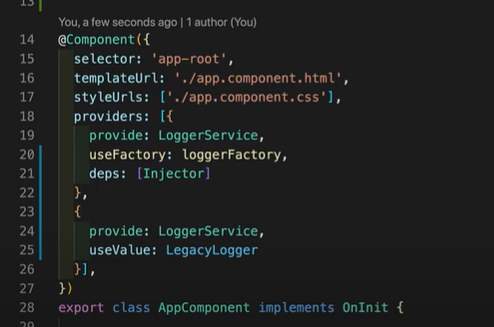 13
You, a few seconds ago | 1 author (You)
14 @Component({
15   selector: 'app-root',
16   templateUrl: './app.component.html',
17   styleUrls: ['./app.component.css'],
18   providers: [{
19     provide: LoggerService,
20     useFactory: loggerFactory,
21     deps: [Injector]
22   },
23   {
24     provide: LoggerService,
25     useValue: LegacyLogger
26   }],
27 })
28 export class AppComponent implements OnInit {
29